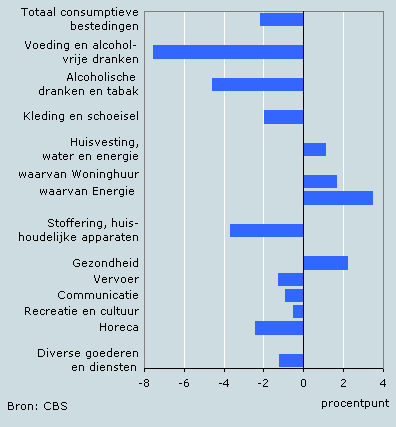 Totaal consumptieve
bestedingen
Voeding en alcohol-
vrije dranken
Alcoholische
dranken en tabak
Kleding en schoeisel
Huisvesting,
water en energie
waarvan Woninghuur
waarvan Energie
Stoffering, huis-
houdelijke apparaten
Gezondheid
Vervoer
Communicatie
Recreatie en cultuur
Horeca
Diverse goederen
en diensten
-8 -6 -4 -2 0 2 4
procentpunt
Bron: CBS